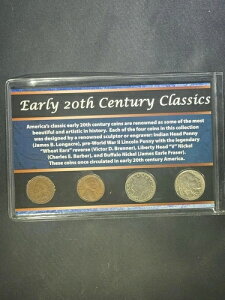 Early 20th Century Classics
America's classic early 20th century coins are renowned as some of the most
beautiful and artistic in history. Each of the four coins in this collection
was designed by a renowned sculptor or engraver: Indian Head Penny
(James B. Longacre), pre-World War II Lincoln Penny with the legendary
"Wheat Ears" reverse (Victor D. Brenner), Liberty Head "V" Nickel
(Charles E. Barber), and Buffalo Nickel (James Earle Fraser).
These coins once circulated in early 20th century America.